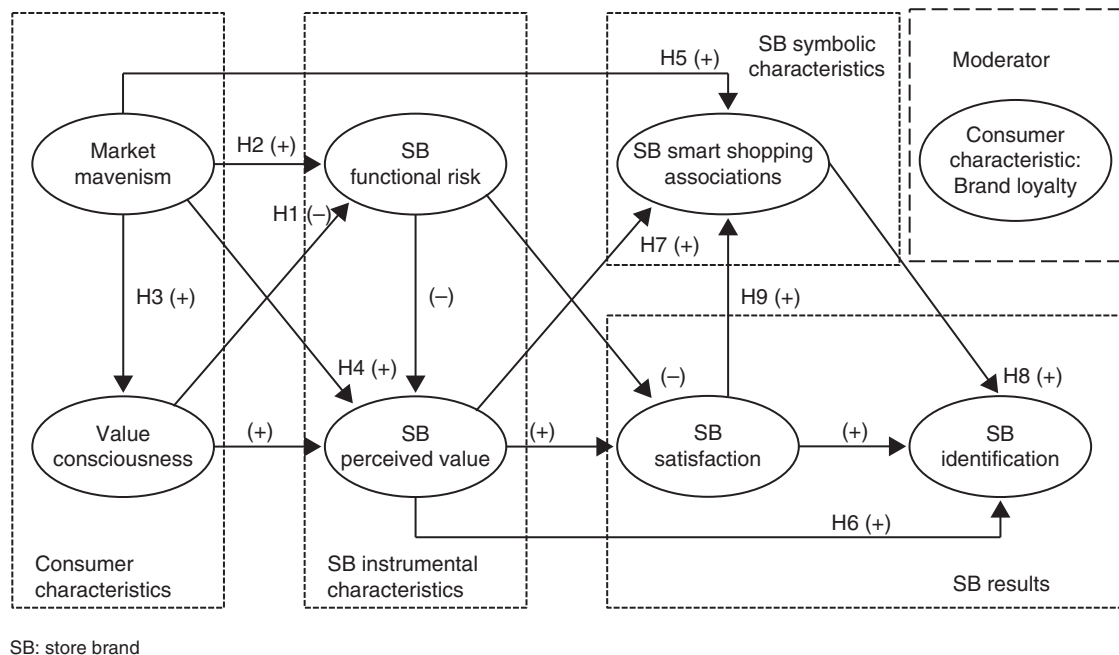 SB symbolic
characteristics
Moderator
H5 (+)
Market
mavenism
H2 (+)
SB
functional risk
SB smart shopping
associations
Consumer
characteristic:
Brand loyalty
H1 (–)
H7 (+)
H3 (+)
(–)
H9 (+)
H4 (+)
(–)
H8 (+)
Value
consciousness
(+)
SB
perceived value
(+)
SB
satisfaction
(+)
SB
identification
H6 (+)
Consumer
characteristics
SB instrumental
characteristics
SB results
SB: store brand